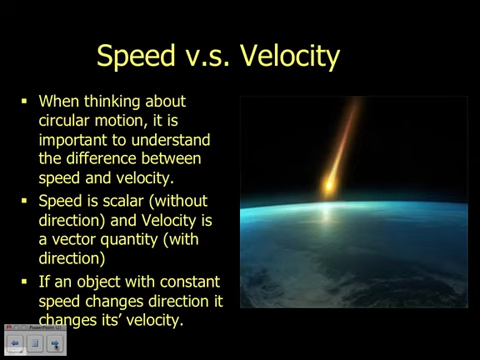 Speed v.s. Velocity
When thinking about
circular motion, it is
important to understand
the difference between
speed and velocity.
Speed is scalar (without
direction) and Velocity is
a vector quantity (with
direction)
If an object with constant
speed changes direction it
changes its’ velocity.